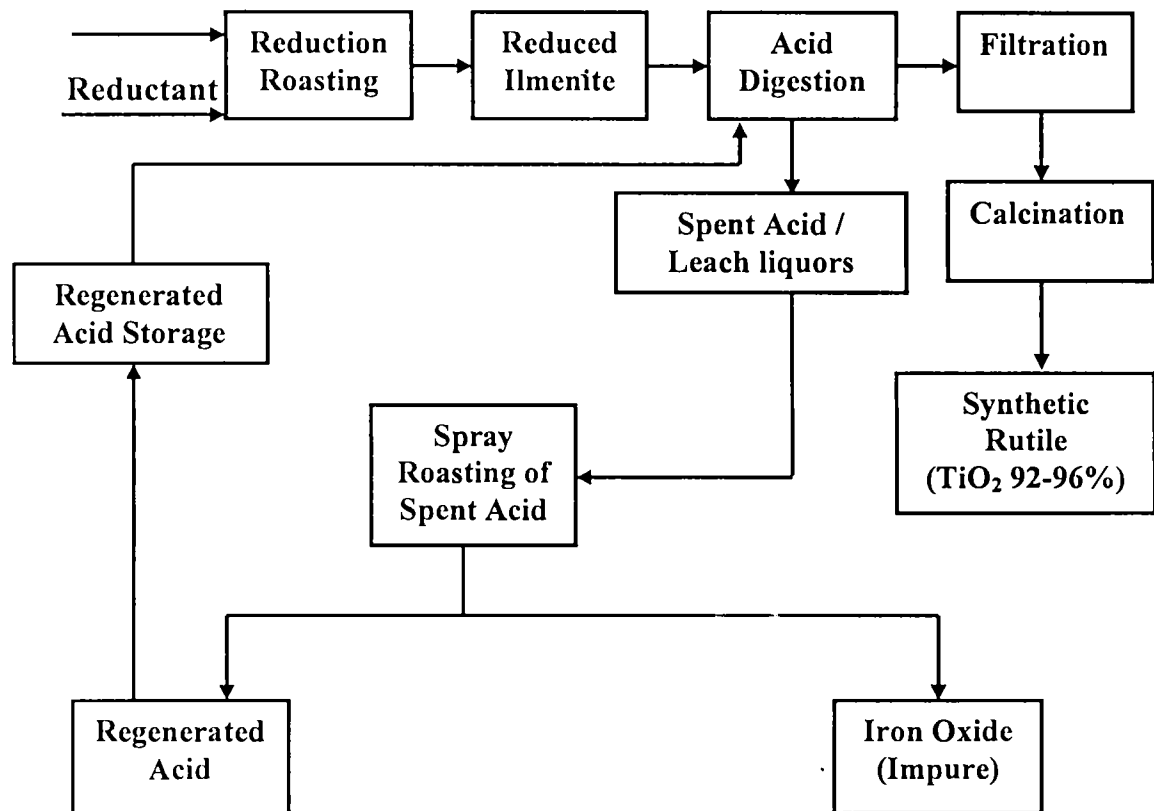 Reductant
Reduction
Roasting
Reduced
Ilmenite
Acid
Digestion
Filtration
Calcination
Synthetic
Rutile
(TiO₂ 92-96%)
Spent Acid /
Leach liquors
Regenerated
Acid Storage
Spray
Roasting of
Spent Acid
Regenerated
Acid
Iron Oxide
(Impure)